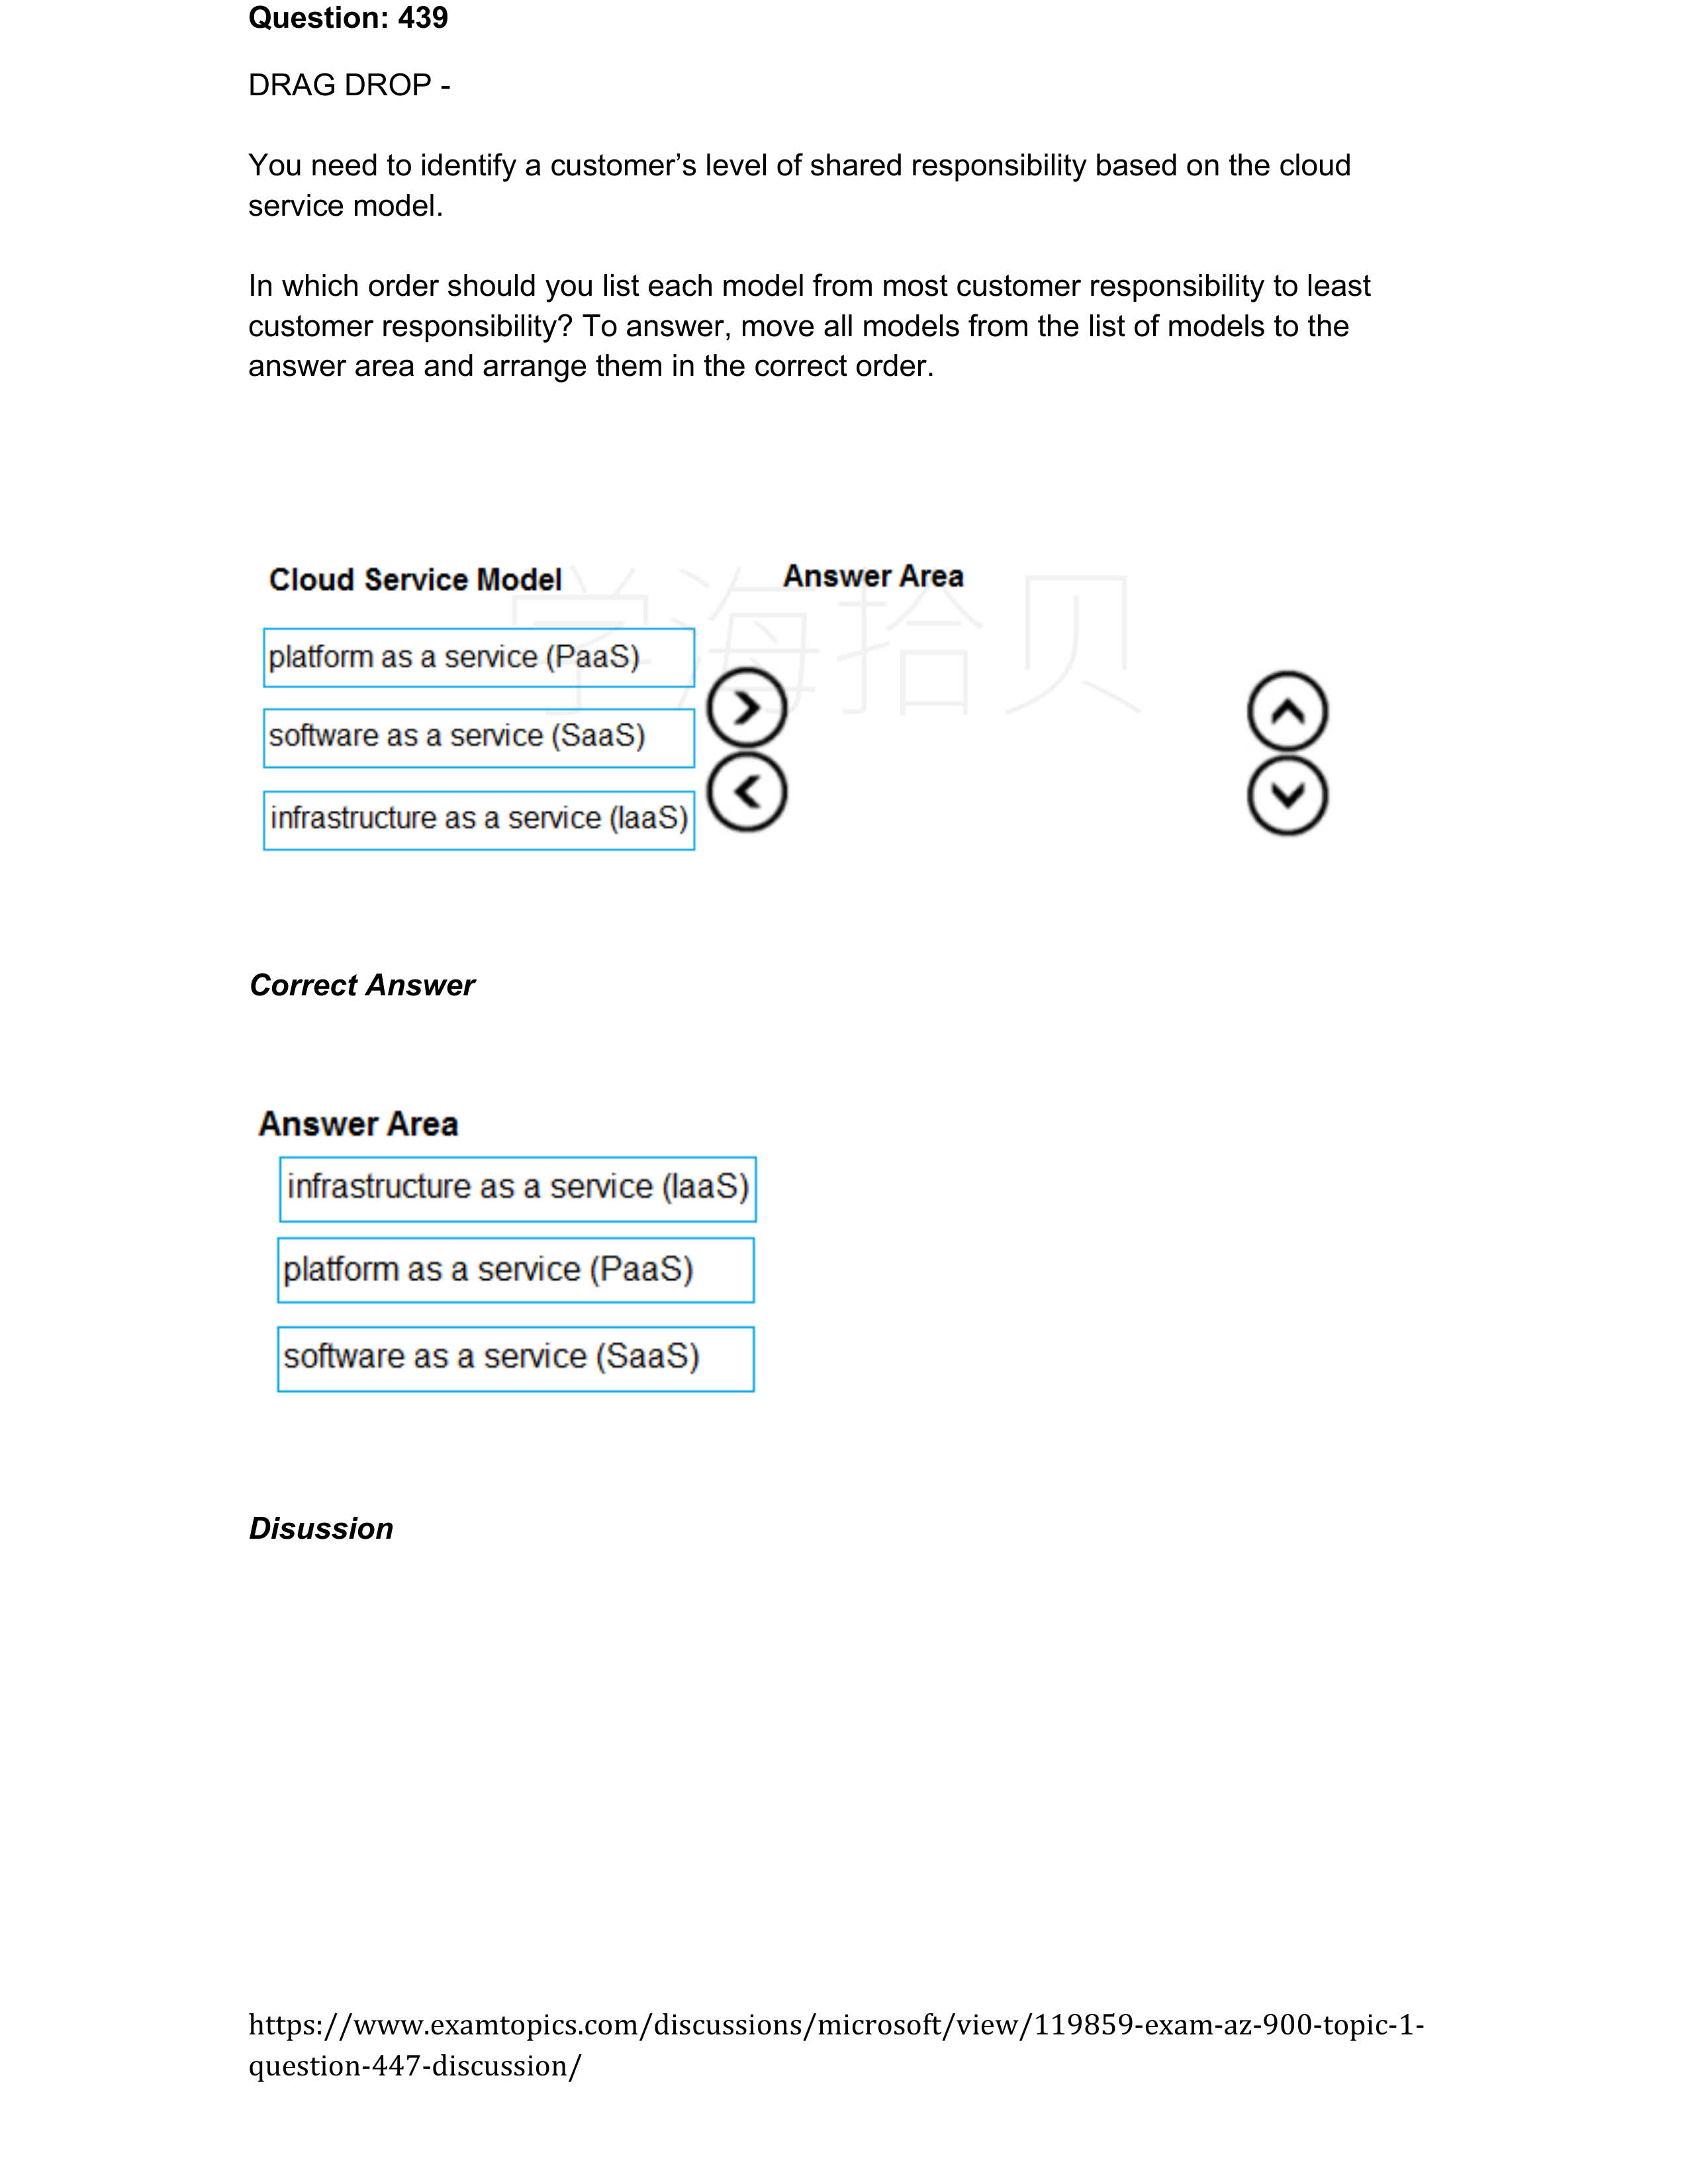 Question: 439
DRAG DROP -
You need to identify a customer’s level of shared responsibility based on the cloud
service model.
In which order should you list each model from most customer responsibility to least
customer responsibility? To answer, move all models from the list of models to the
answer area and arrange them in the correct order.
学海拾贝
Cloud Service Model
Answer Area
platform as a service (PaaS)
software as a service (SaaS)
infrastructure as a service (IaaS)
Correct Answer
Answer Area
infrastructure as a service (IaaS)
platform as a service (PaaS)
software as a service (SaaS)
Disussion
https://www.examtopics.com/discussions/microsoft/view/119859-exam-az-900-topic-1-
question-447-discussion/